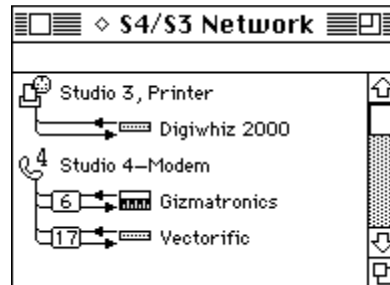 ◇ S4/S3 Network
Studio 3, Printer
Digiwhiz 2000
4 Studio 4–Modem
6 Gizmatronics
17 Vectorific